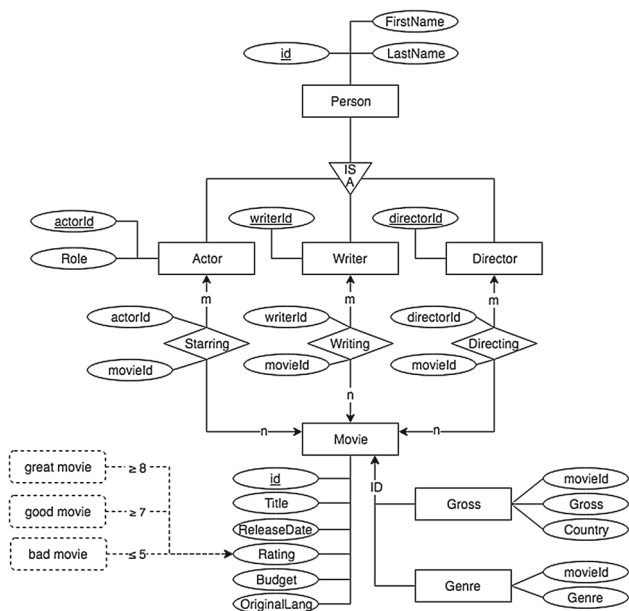 FirstName
id
LastName
Person
IS
A
actorId
writerId
directorId
Role
Actor
Writer
Director
m
m
m
actorId
writerId
directorId
Starring
Writing
Directing
movieId
movieId
movieId
n
n
n
Movie
great movie
≥ 8
good movie
≥ 7
bad movie
≤ 5
id
Title
ReleaseDate
Rating
Budget
OriginalLang
ID
Gross
movieId
Gross
Country
Genre
movieId
Genre